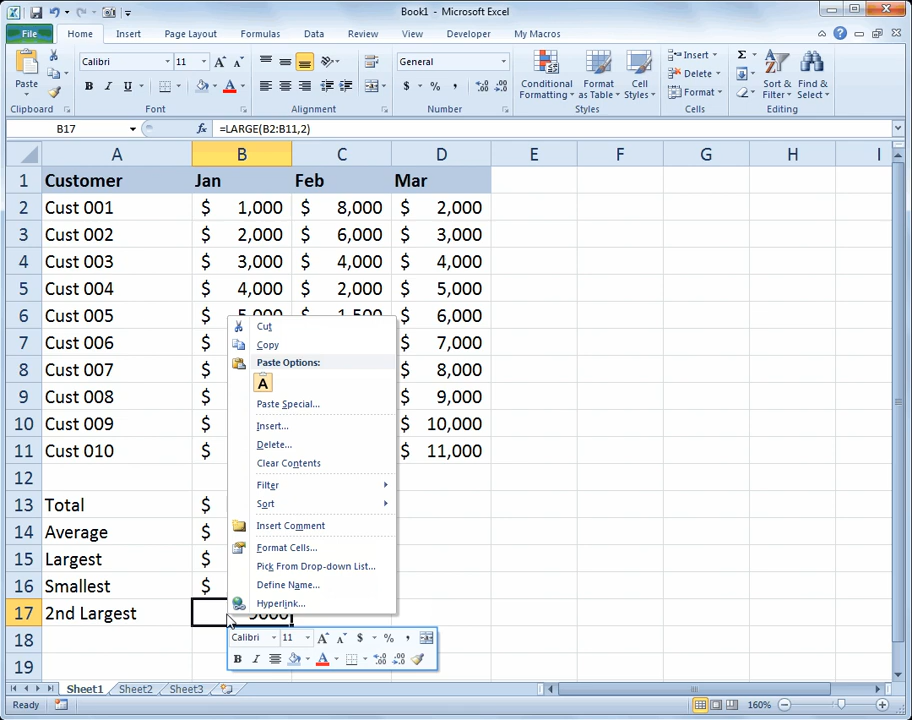 Book1 - Microsoft Excel
File Home Insert Page Layout Formulas Data Review View Developer My Macros
Paste
Clipboard
Calibri 11
B I U A
Font
Alignment
General
$ % ,
Number
Conditional Formatting
Format as Table
Cell Styles
Styles
Insert
Delete
Format
Cells
Σ
Sort & Filter
Find & Select
Editing
B17 fx =LARGE(B2:B11,2)
A B C D E F G H I
1 Customer Jan Feb Mar
2 Cust 001 $ 1,000 $ 8,000 $ 2,000
3 Cust 002 $ 2,000 $ 6,000 $ 3,000
4 Cust 003 $ 3,000 $ 4,000 $ 4,000
5 Cust 004 $ 4,000 $ 2,000 $ 5,000
6 Cust 005 $ 5,000 $ 1,500 $ 6,000
7 Cust 006 $ 7,000
8 Cust 007 $ 8,000
9 Cust 008 $ 9,000
10 Cust 009 $ 10,000
11 Cust 010 $ 11,000
12
13 Total $
14 Average $
15 Largest $
16 Smallest $
17 2nd Largest 9000
18
19
Cut
Copy
Paste Options:
A
Paste Special...
Insert...
Delete...
Clear Contents
Filter
Sort
Insert Comment
Format Cells...
Pick From Drop-down List...
Define Name...
Hyperlink...
Calibri 11 A A $ % ,
B I A
Sheet1 Sheet2 Sheet3
Ready 160%